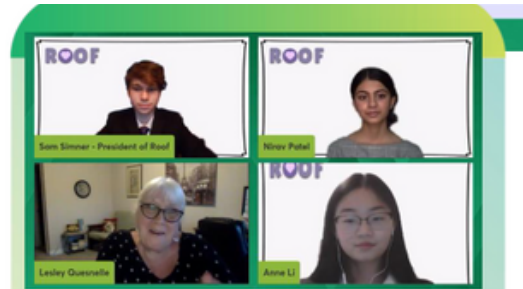 ROOF
ROOF
Sam Simner - President of Roof
Nirav Patel
ROOF
Lesley Quesnelle
Anne Li